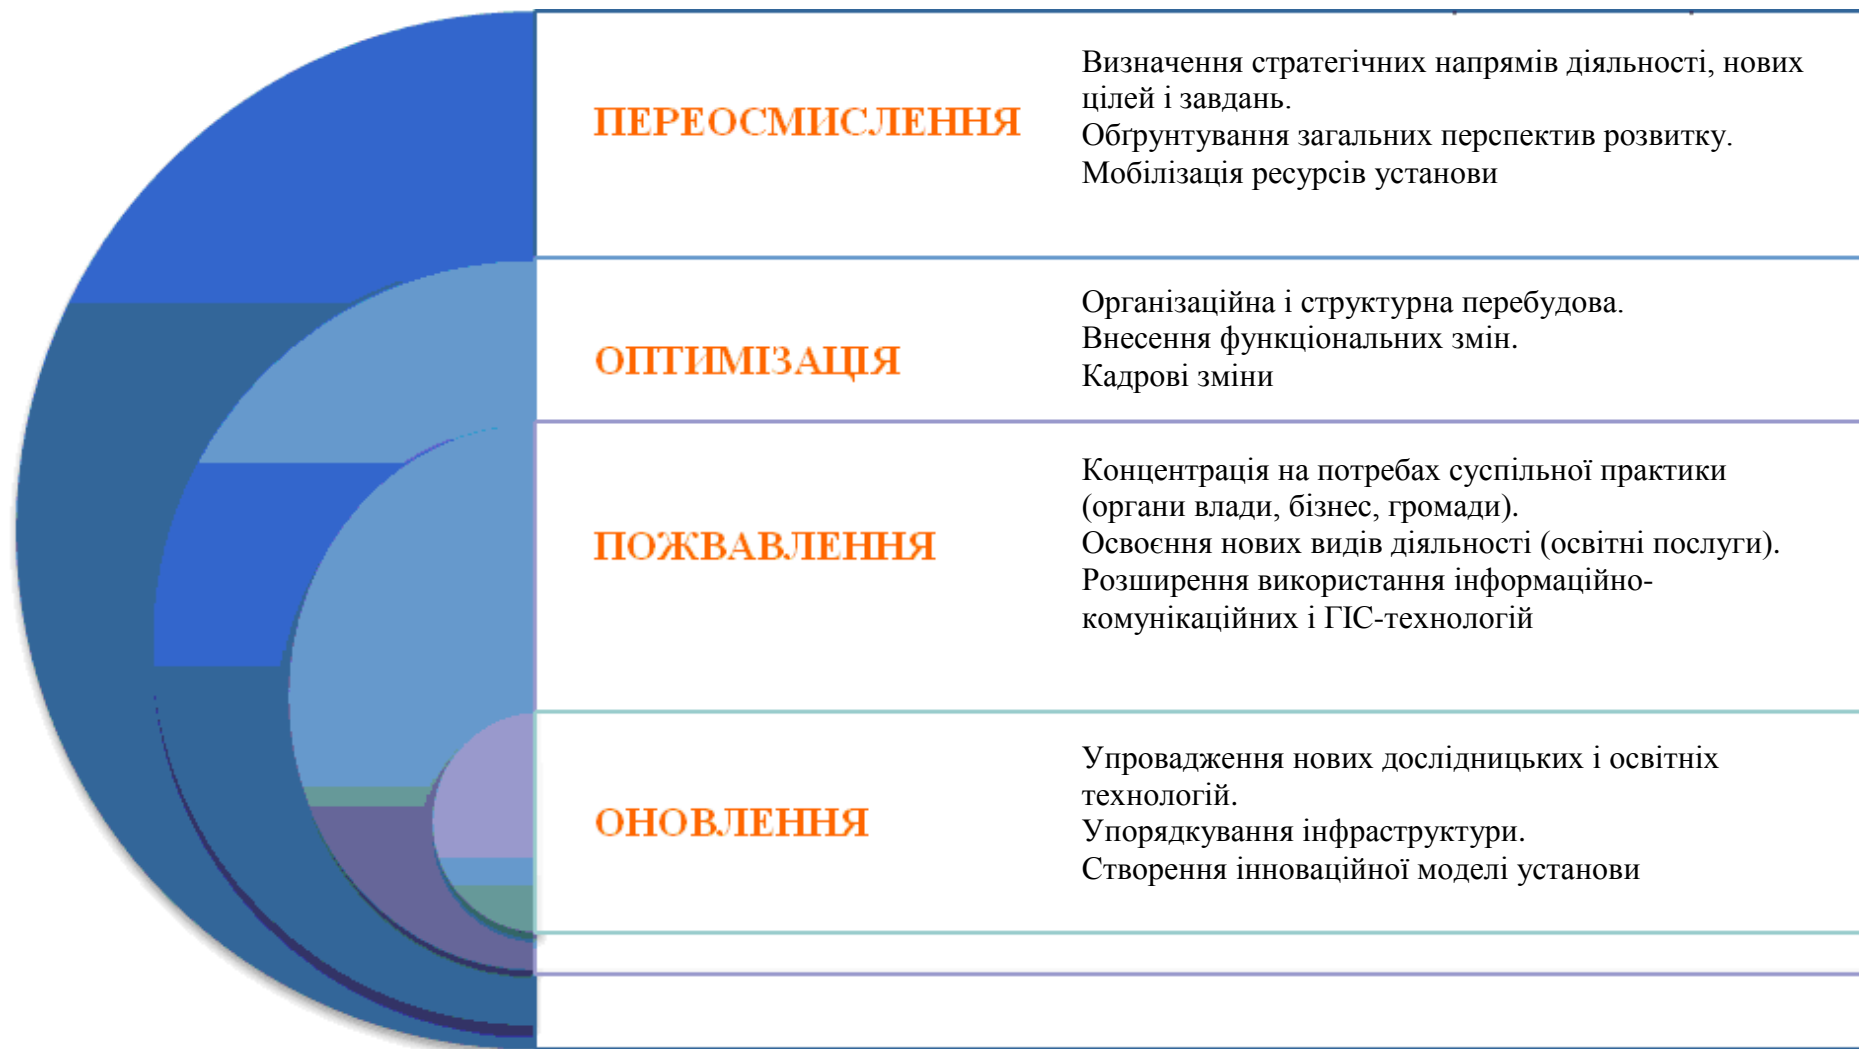 ПЕРЕОСМИСЛЕННЯ
Визначення стратегічних напрямів діяльності, нових
цілей і завдань.
Обґрунтування загальних перспектив розвитку.
Мобілізація ресурсів установи
ОПТИМІЗАЦІЯ
Організаційна і структурна перебудова.
Внесення функціональних змін.
Кадрові зміни
ПОЖВАВЛЕННЯ
Концентрація на потребах суспільної практики
(органи влади, бізнес, громади).
Освоєння нових видів діяльності (освітні послуги).
Розширення використання інформаційно-
комунікаційних і ГІС-технологій
ОНОВЛЕННЯ
Упровадження нових дослідницьких і освітніх
технологій.
Упорядкування інфраструктури.
Створення інноваційної моделі установи